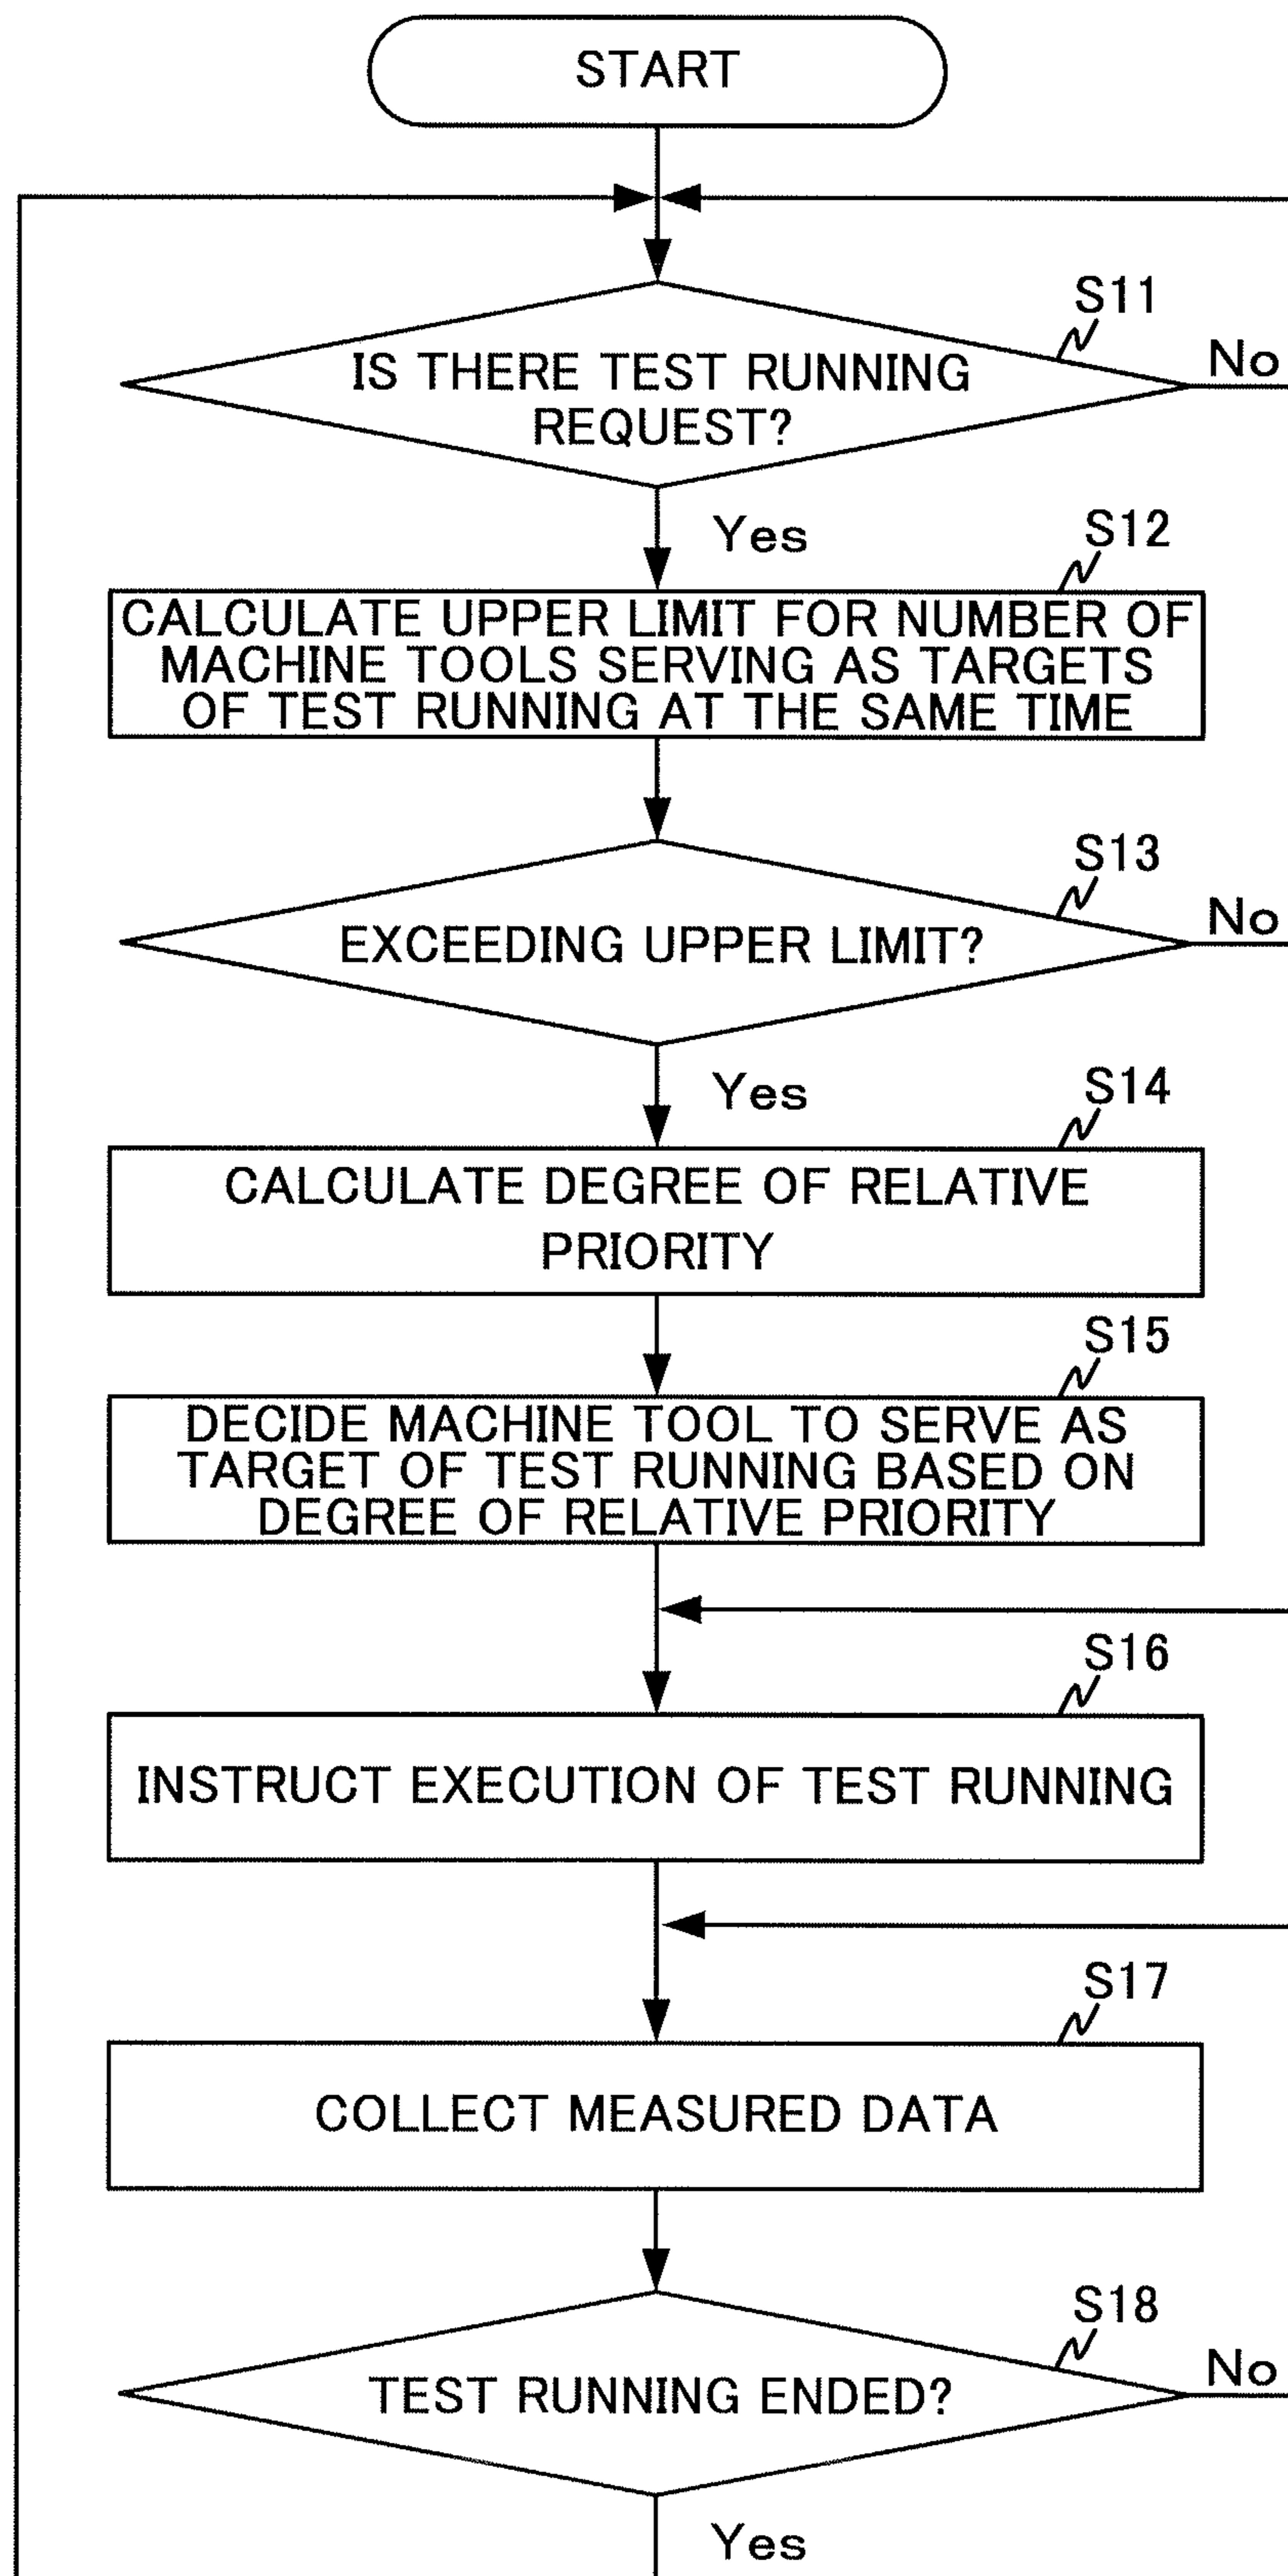 START
S11
IS THERE TEST RUNNING
REQUEST?
No
Yes
S12
CALCULATE UPPER LIMIT FOR NUMBER OF
MACHINE TOOLS SERVING AS TARGETS
OF TEST RUNNING AT THE SAME TIME
S13
EXCEEDING UPPER LIMIT?
No
Yes
S14
CALCULATE DEGREE OF RELATIVE
PRIORITY
S15
DECIDE MACHINE TOOL TO SERVE AS
TARGET OF TEST RUNNING BASED ON
DEGREE OF RELATIVE PRIORITY
S16
INSTRUCT EXECUTION OF TEST RUNNING
S17
COLLECT MEASURED DATA
S18
TEST RUNNING ENDED?
No
Yes